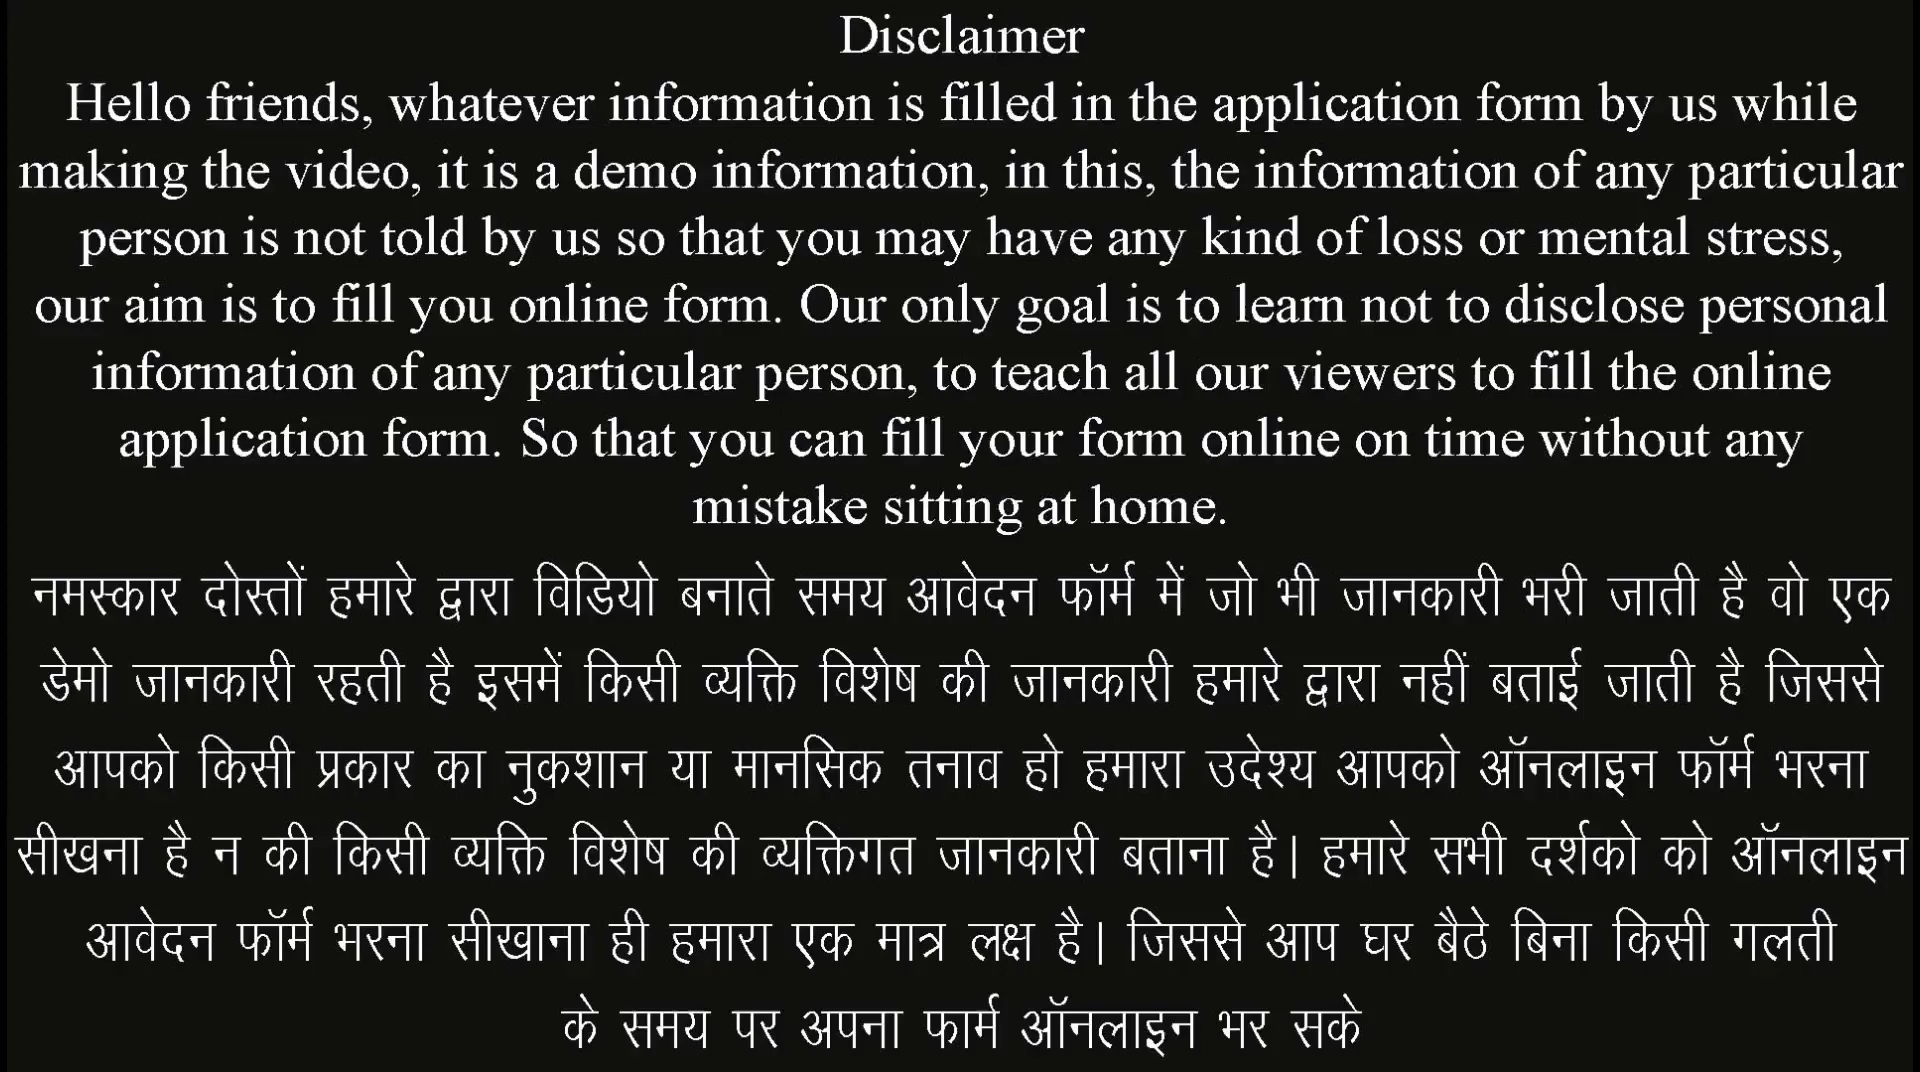 Disclaimer
Hello friends, whatever information is filled in the application form by us while
making the video, it is a demo information, in this, the information of any particular
person is not told by us so that you may have any kind of loss or mental stress,
our aim is to fill you online form. Our only goal is to learn not to disclose personal
information of any particular person, to teach all our viewers to fill the online
application form. So that you can fill your form online on time without any
mistake sitting at home.
नमस्कार दोस्तों हमारे द्वारा विडियो बनाते समय आवेदन फॉर्म में जो भी जानकारी भरी जाती है वो एक
डेमो जानकारी रहती है इसमें किसी व्यक्ति विशेष की जानकारी हमारे द्वारा नहीं बताई जाती है जिससे
आपको किसी प्रकार का नुकशान या मानसिक तनाव हो हमारा उदेश्य आपको ऑनलाइन फॉर्म भरना
सीखना है न की किसी व्यक्ति विशेष की व्यक्तिगत जानकारी बताना है। हमारे सभी दर्शको को ऑनलाइन
आवेदन फॉर्म भरना सीखाना ही हमारा एक मात्र लक्ष है। जिससे आप घर बैठे बिना किसी गलती
के समय पर अपना फार्म ऑनलाइन भर सके